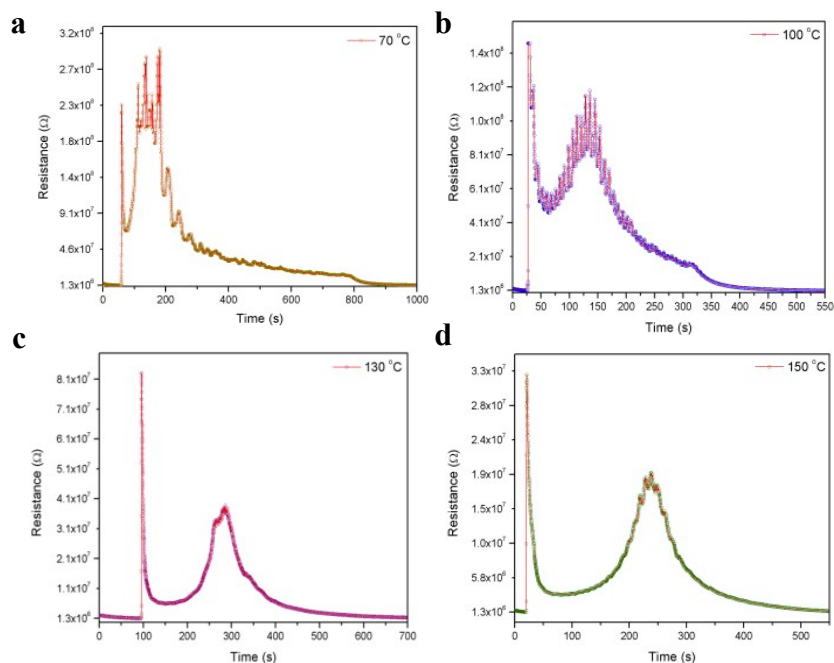 a
3.2x10⁸
2.7x10⁸
2.3x10⁸
1.8x10⁸
1.4x10⁸
9.1x10⁷
4.6x10⁷
1.3x10⁶
Resistance (Ω)
70 °C
0 200 400 600 800 1000
Time (s)
b
1.4x10⁸
1.2x10⁸
1.0x10⁸
8.1x10⁷
6.1x10⁷
4.1x10⁷
2.1x10⁷
1.3x10⁶
Resistance (Ω)
100 °C
0 50 100 150 200 250 300 350 400 450 500 550
Time (s)
c
8.1x10⁷
7.1x10⁷
6.1x10⁷
5.1x10⁷
4.1x10⁷
3.1x10⁷
2.1x10⁷
1.1x10⁷
1.3x10⁶
Resistance (Ω)
130 °C
0 100 200 300 400 500 600 700
Time (s)
d
3.3x10⁷
2.8x10⁷
2.4x10⁷
1.9x10⁷
1.5x10⁷
1.0x10⁷
5.8x10⁶
1.3x10⁶
Resistance (Ω)
150 °C
0 100 200 300 400 500
Time (s)